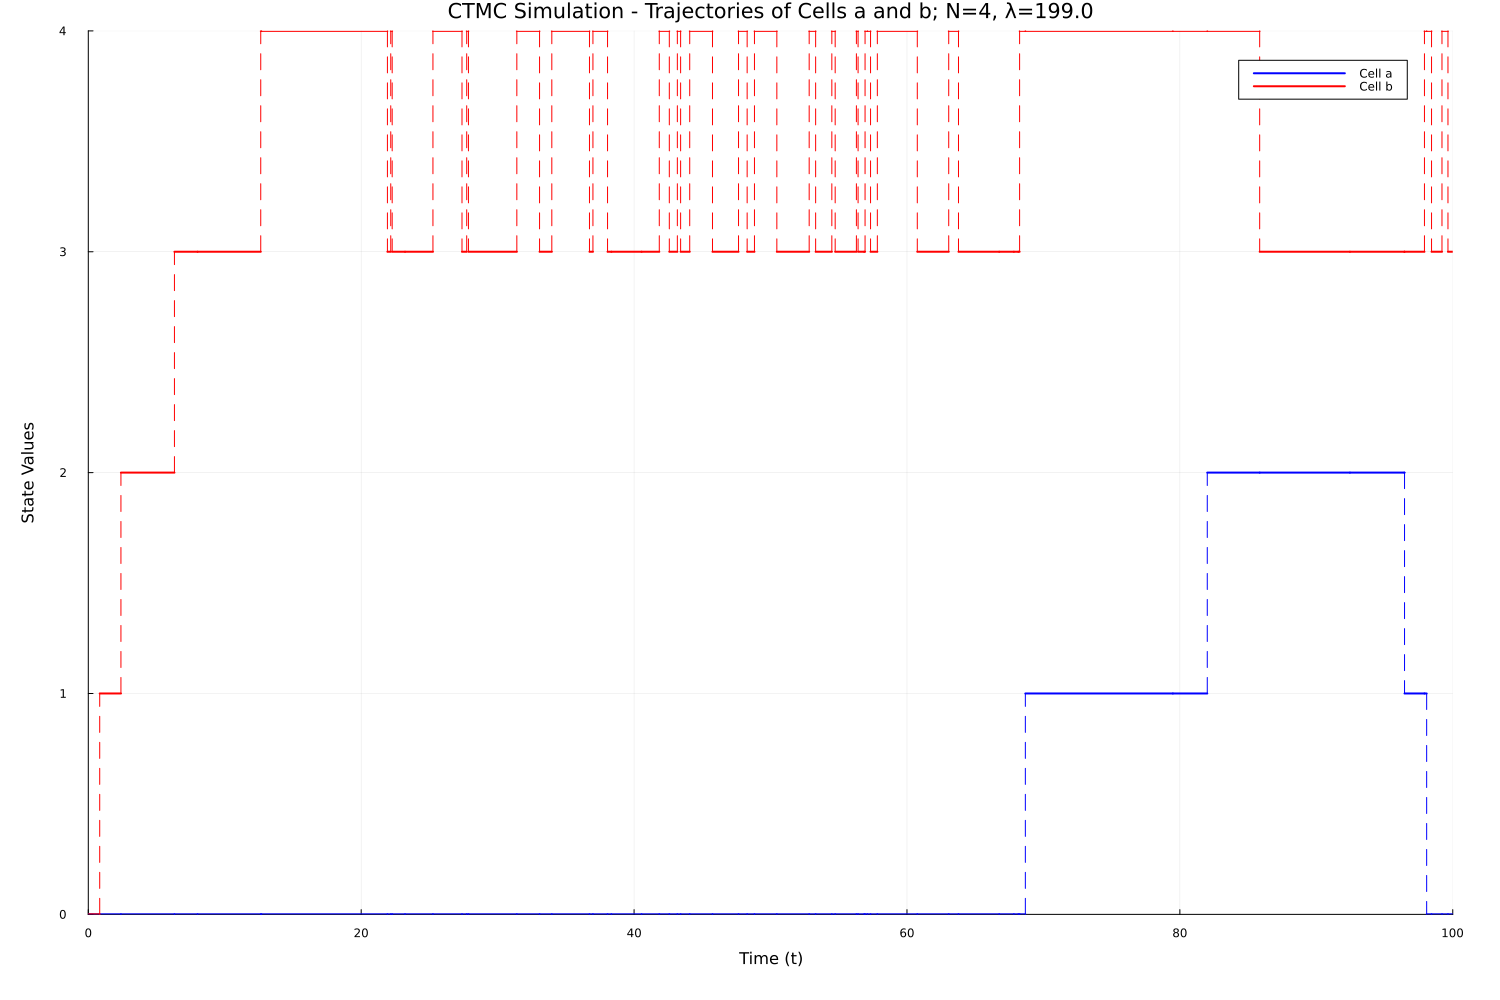 CTMC Simulation - Trajectories of Cells a and b; N=4, λ=199.0
4
Cell a
Cell b
3
State Values
2
1
0
0 20 40 60 80 100
Time (t)